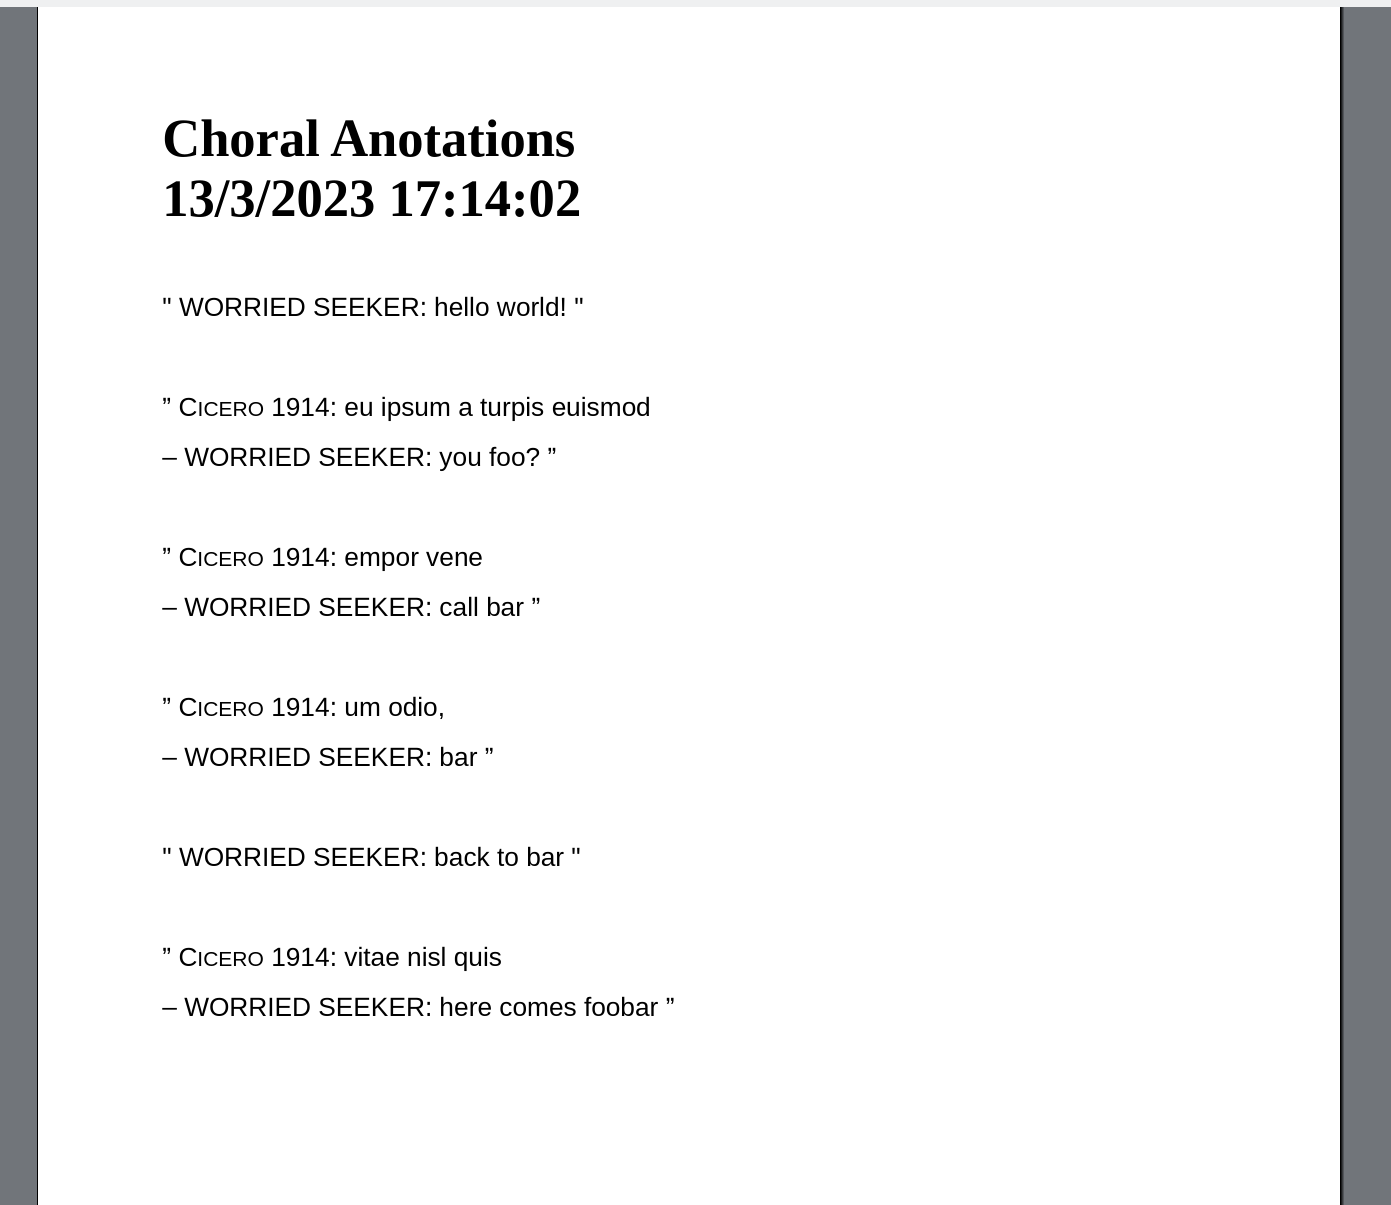 Choral Anotations
13/3/2023 17:14:02
" WORRIED SEEKER: hello world! "
” CICERO 1914: eu ipsum a turpis euismod
– WORRIED SEEKER: you foo? ”
” CICERO 1914: empor vene
– WORRIED SEEKER: call bar ”
” CICERO 1914: um odio,
– WORRIED SEEKER: bar ”
" WORRIED SEEKER: back to bar "
” CICERO 1914: vitae nisl quis
– WORRIED SEEKER: here comes foobar ”